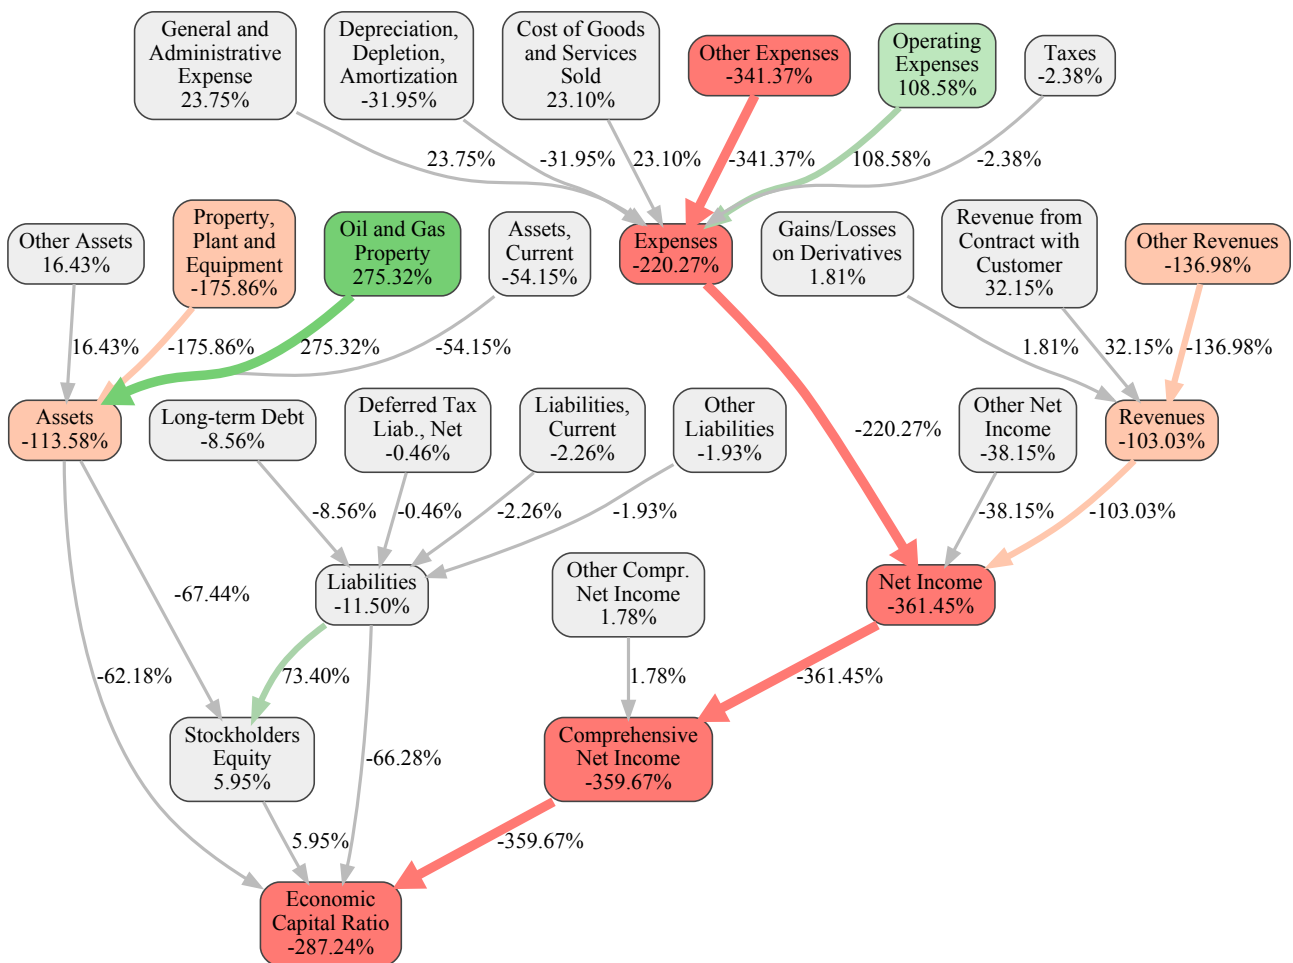 General and
Administrative
Expense
23.75%
Depreciation,
Depletion,
Amortization
-31.95%
Cost of Goods
and Services
Sold
23.10%
Other Expenses
-341.37%
Operating
Expenses
108.58%
Taxes
-2.38%
23.75%
-31.95%
23.10%
-341.37%
108.58%
-2.38%
Other Assets
16.43%
Property,
Plant and
Equipment
-175.86%
Oil and Gas
Property
275.32%
Assets,
Current
-54.15%
Expenses
-220.27%
Gains/Losses
on Derivatives
1.81%
Revenue from
Contract with
Customer
32.15%
Other Revenues
-136.98%
16.43%
-175.86%
275.32%
-54.15%
1.81%
32.15%
-136.98%
Assets
-113.58%
Long-term Debt
-8.56%
Deferred Tax
Liab., Net
-0.46%
Liabilities,
Current
-2.26%
Other
Liabilities
-1.93%
-220.27%
Other Net
Income
-38.15%
Revenues
-103.03%
-8.56%
-0.46%
-2.26%
-1.93%
-38.15%
-103.03%
-67.44%
Liabilities
-11.50%
Other Compr.
Net Income
1.78%
Net Income
-361.45%
-62.18%
73.40%
1.78%
-361.45%
Stockholders
Equity
5.95%
-66.28%
Comprehensive
Net Income
-359.67%
5.95%
-359.67%
Economic
Capital Ratio
-287.24%